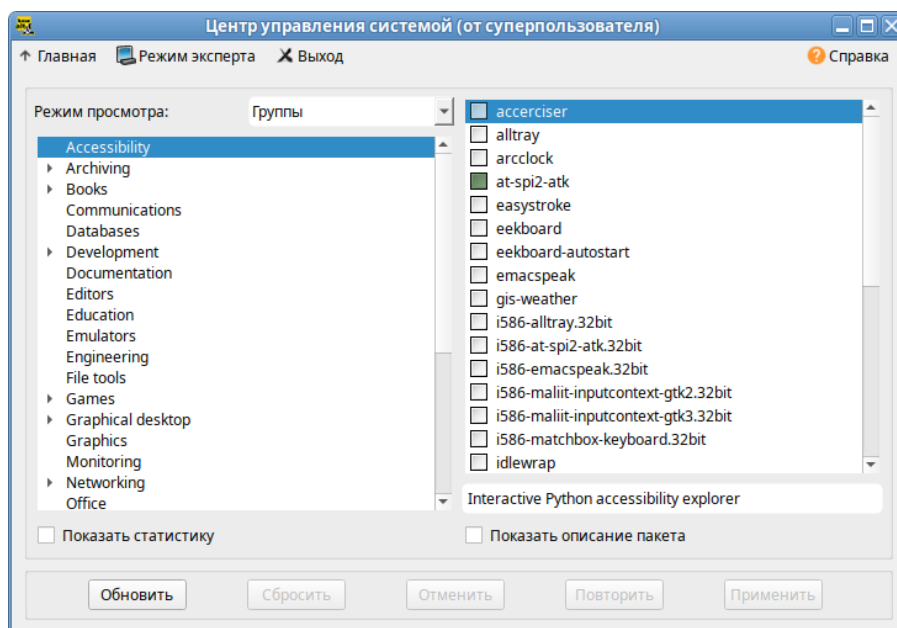 Центр управления системой (от суперпользователя)
Главная Режим эксперта Выход Справка
Режим просмотра: Группы
Accessibility
Archiving
Books
Communications
Databases
Development
Documentation
Editors
Education
Emulators
Engineering
File tools
Games
Graphical desktop
Graphics
Monitoring
Networking
Office
Показать статистику
accerciser
alltray
arcclock
at-spi2-atk
easystroke
eekboard
eekboard-autostart
emacspeak
gis-weather
i586-alltray.32bit
i586-at-spi2-atk.32bit
i586-emacspeak.32bit
i586-maliit-inputcontext-gtk2.32bit
i586-maliit-inputcontext-gtk3.32bit
i586-matchbox-keyboard.32bit
idlewrap
Interactive Python accessibility explorer
Показать описание пакета
Обновить Сбросить Отменить Повторить Применить